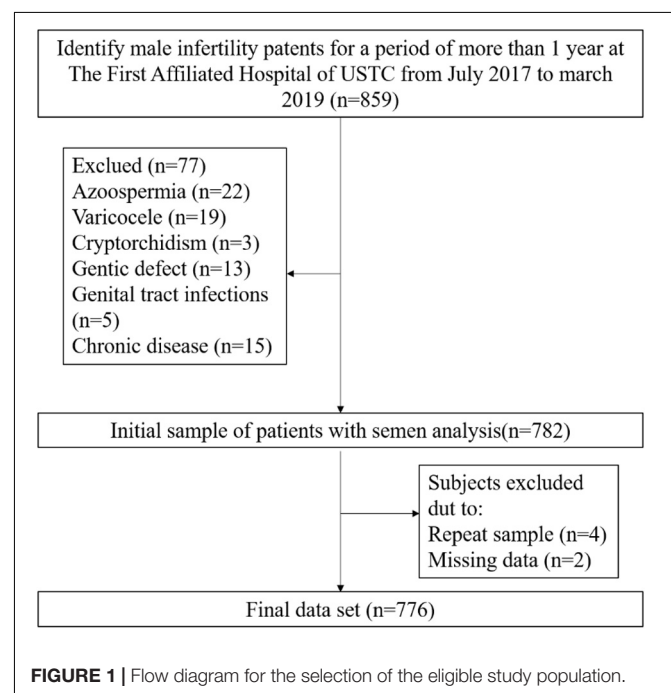 Identify male infertility patents for a period of more than 1 year at
The First Affiliated Hospital of USTC from July 2017 to march
2019 (n=859)
Exclued (n=77)
Azoospermia (n=22)
Varicocele (n=19)
Cryptorchidism (n=3)
Gentic defect (n=13)
Genital tract infections
(n=5)
Chronic disease (n=15)
Initial sample of patients with semen analysis(n=782)
Subjects excluded
dut to:
Repeat sample (n=4)
Missing data (n=2)
Final data set (n=776)
FIGURE 1 | Flow diagram for the selection of the eligible study population.